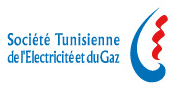 Société Tunisienne
de l'Electricité et du Gaz